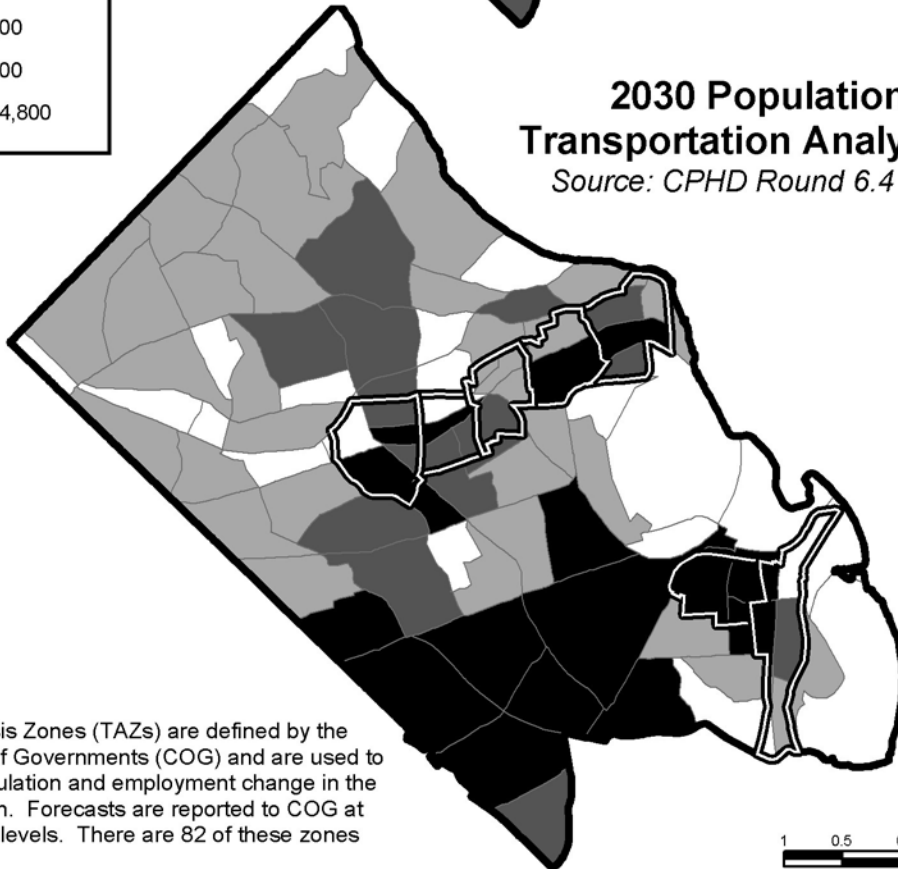 00
00
4,800
2030 Population
Transportation Analy
Source: CPHD Round 6.4
is Zones (TAZs) are defined by the
f Governments (COG) and are used to
ulation and employment change in the
n. Forecasts are reported to COG at
levels. There are 82 of these zones
1 0.5